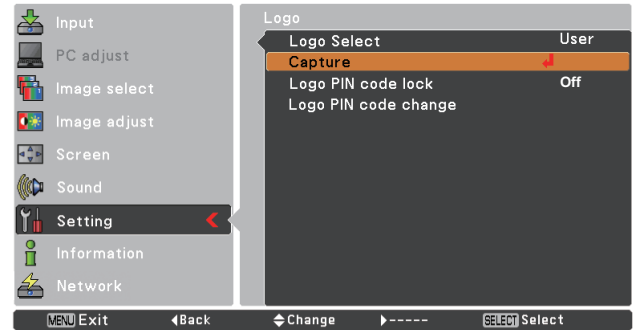 Input
PC adjust
Image select
Image adjust
Screen
Sound
Setting
Information
Network
Logo
Logo Select User
Capture
Logo PIN code lock Off
Logo PIN code change
MENU Exit Back Change ----- SELECT Select